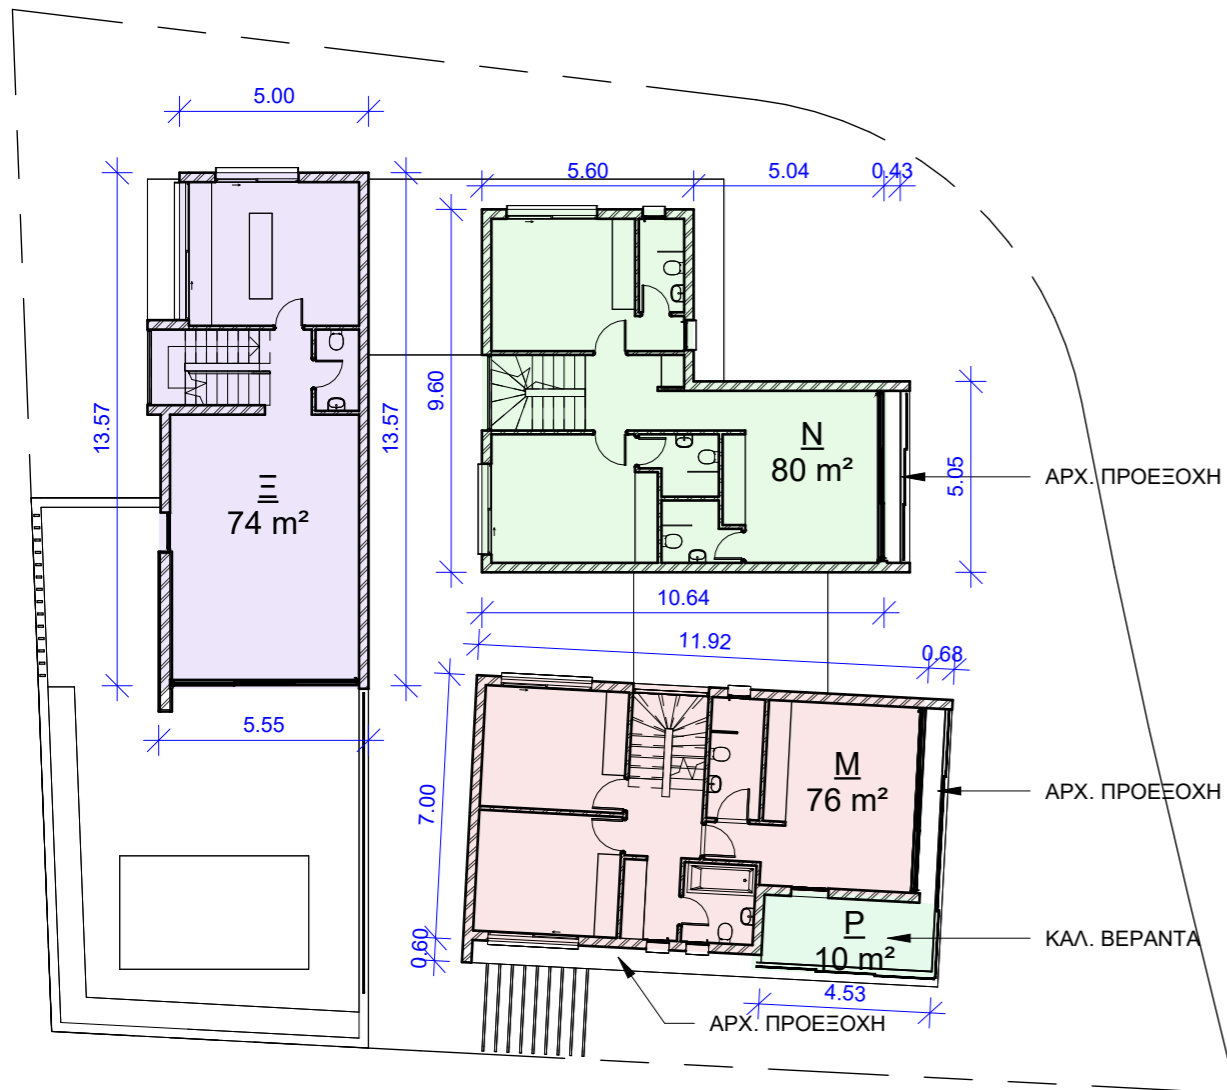 5.00
5.60
5.04
0.43
13.57
13.57
9.60
5.05
Ξ
74 m²
N
80 m²
ΑΡΧ. ΠΡΟΕΞΟΧΗ
10.64
11.92
0.68
5.55
7.00
M
76 m²
ΑΡΧ. ΠΡΟΕΞΟΧΗ
0.60
P
10 m²
ΚΑΛ. ΒΕΡΑΝΤΑ
4.53
ΑΡΧ. ΠΡΟΕΞΟΧΗ